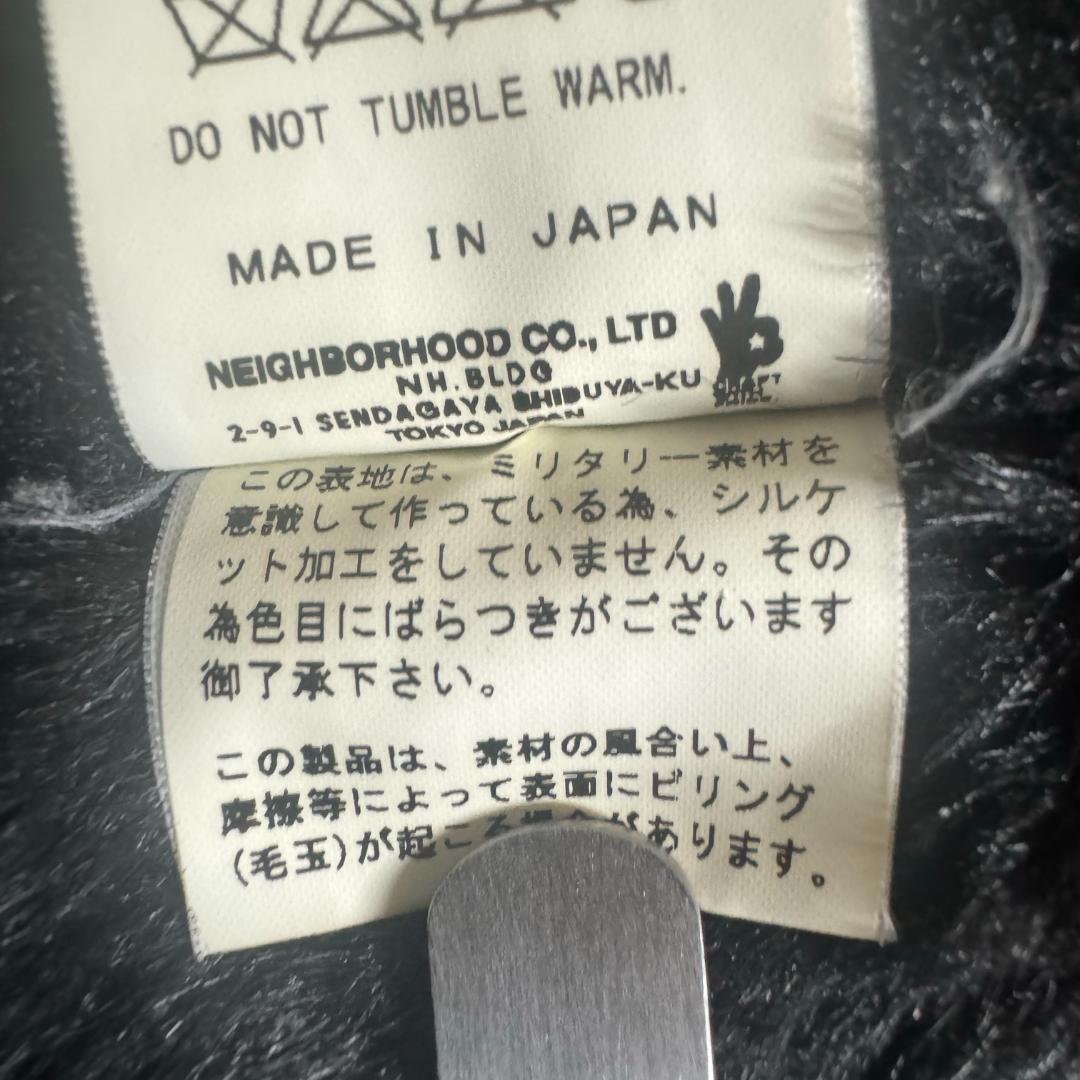 DO NOT TUMBLE WARM.
MADE IN JAPAN
NEIGHBORHOOD CO., LTD
NH.BLDG
2-9-1 SENDAGAYA SHIBUYA-KU
TOKYO JAPAN
この表地は、ミリタリー素材を
意識して作っている為、シルケ
ット加工をしていません。その
為色目にばらつきがございます
御了承下さい。
この製品は、素材の風合い上、
摩擦等によって表面にピリング
(毛玉)が起こる場合があります。